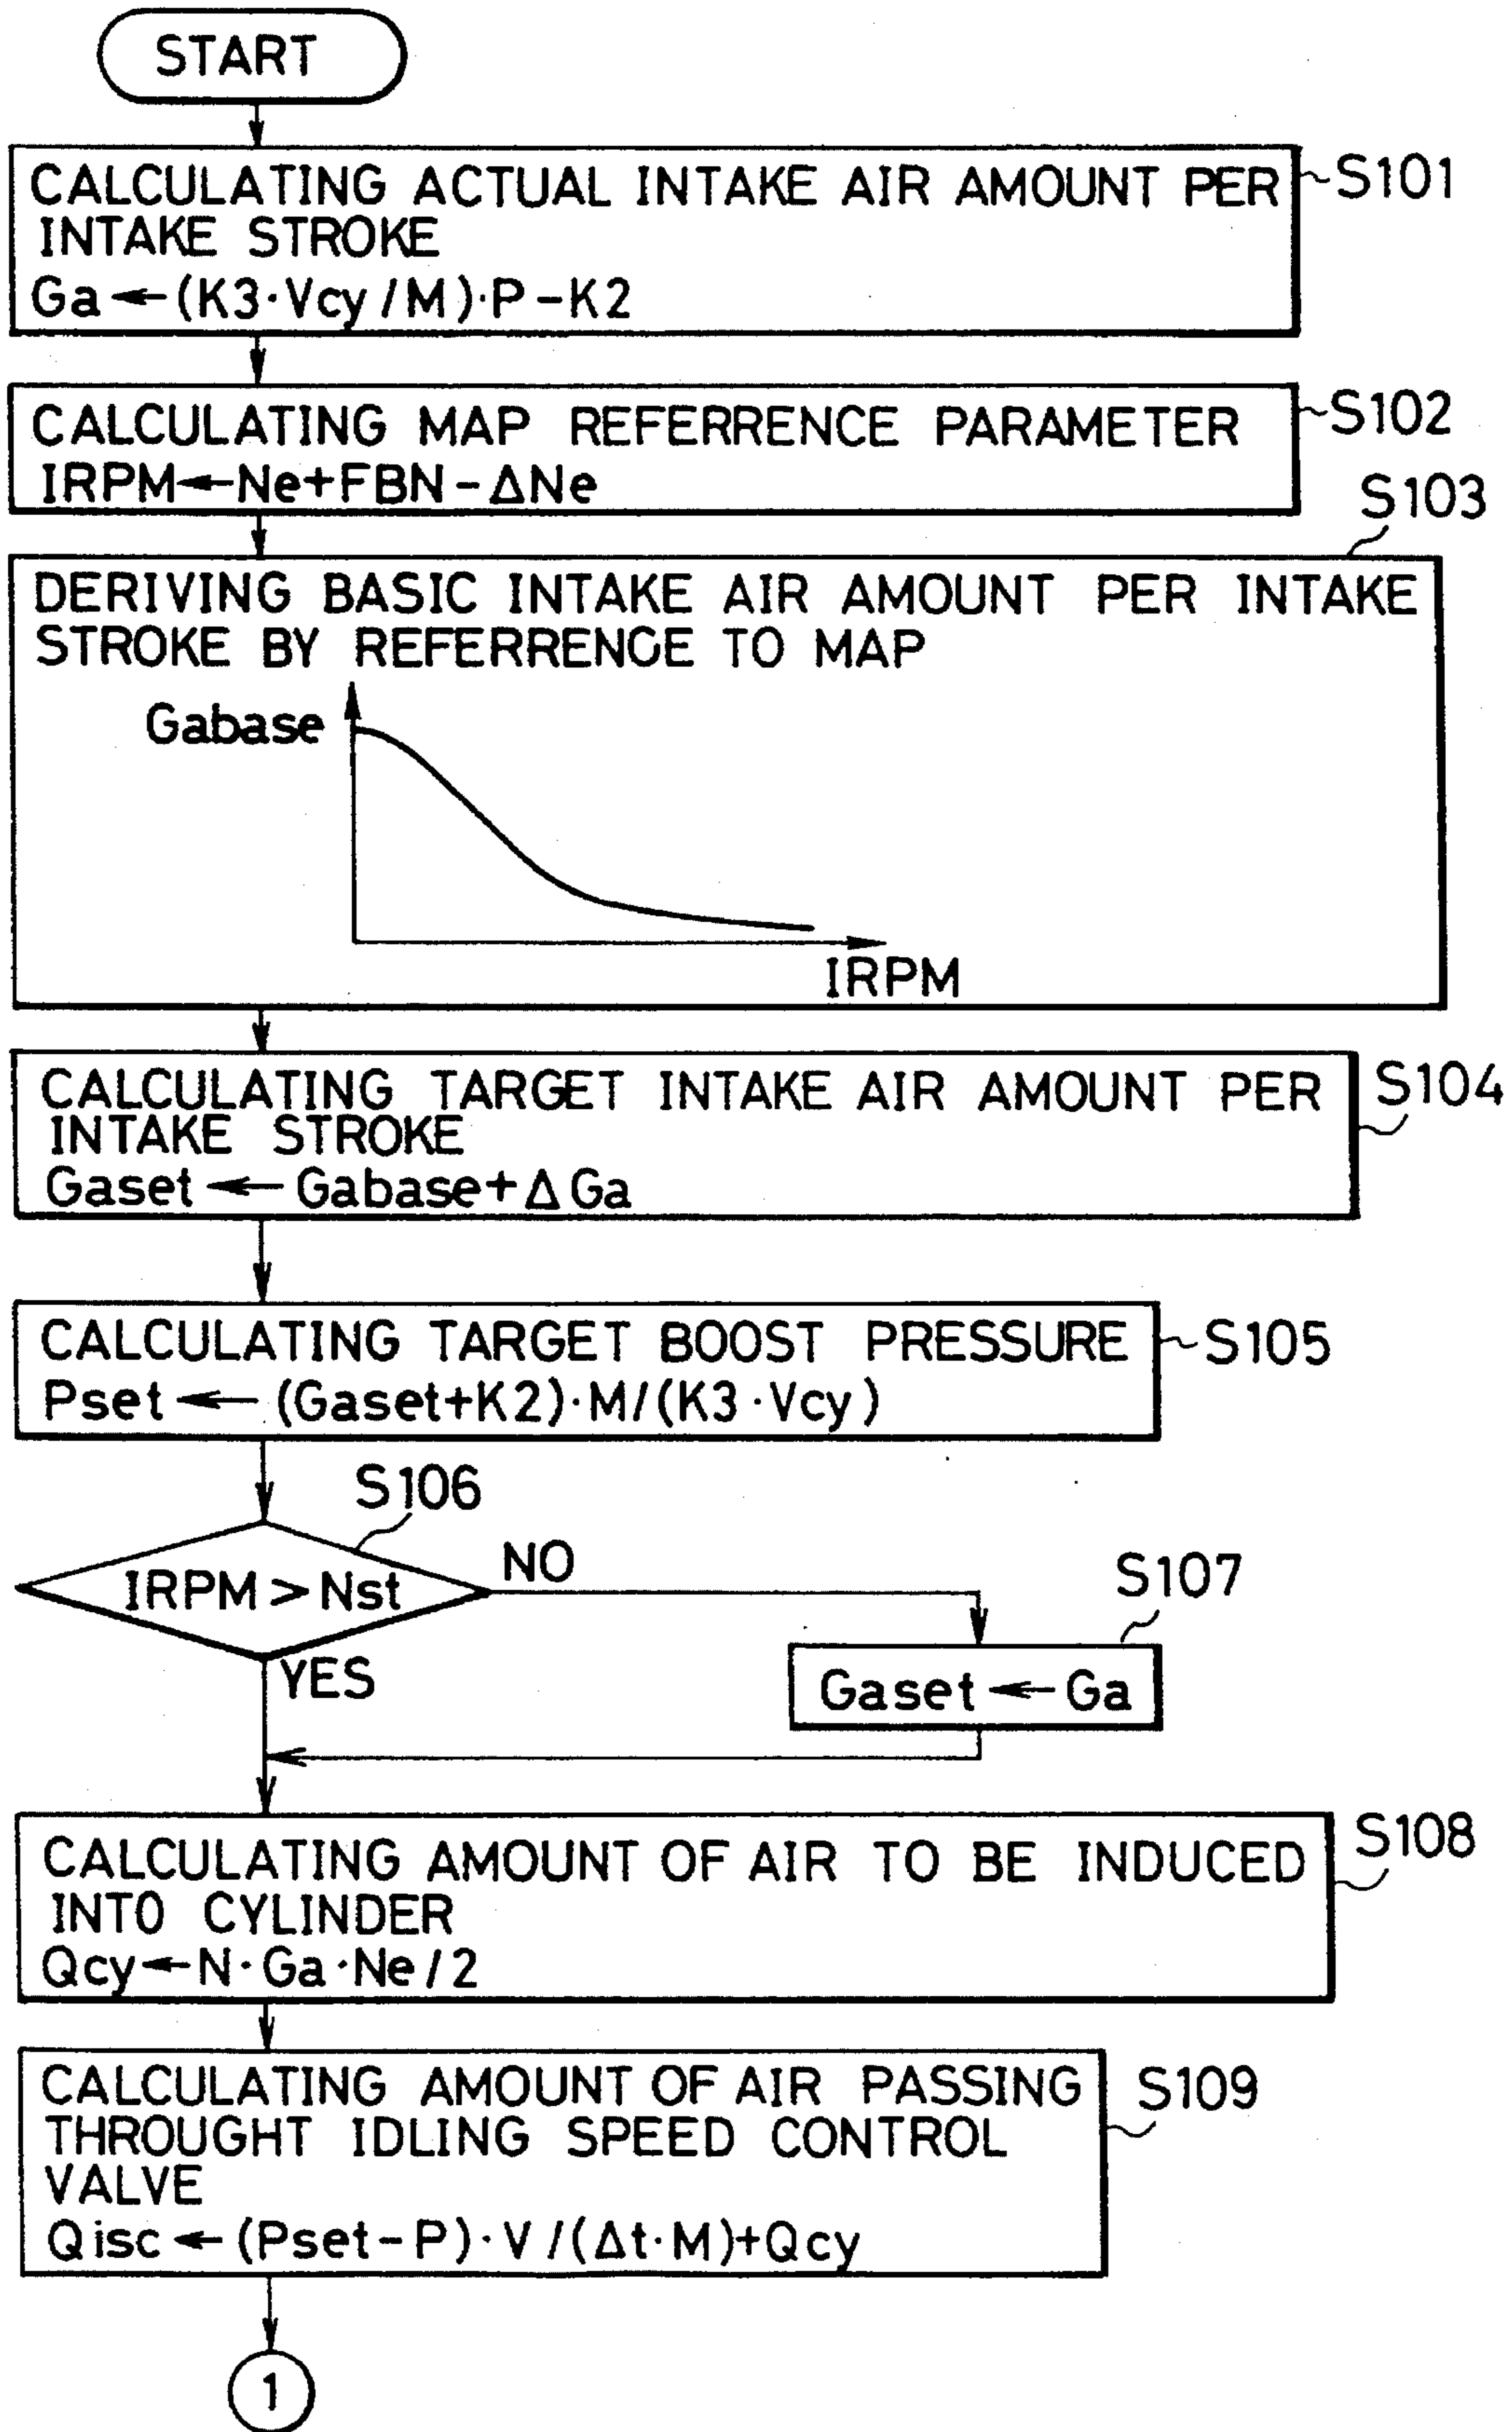 START
CALCULATING ACTUAL INTAKE AIR AMOUNT PER
INTAKE STROKE
Ga←(K3·Vcy/M)·P-K2
S101
CALCULATING MAP REFERRENCE PARAMETER
IRPM←Ne+FBN-ΔNe
S102
S103
DERIVING BASIC INTAKE AIR AMOUNT PER INTAKE
STROKE BY REFERRENCE TO MAP
Gabase
IRPM
CALCULATING TARGET INTAKE AIR AMOUNT PER
INTAKE STROKE
Gaset ← Gabase+ΔGa
S104
CALCULATING TARGET BOOST PRESSURE
Pset ← (Gaset+K2)·M/(K3·Vcy)
S105
S106
IRPM > Nst
NO
YES
S107
Gaset ← Ga
CALCULATING AMOUNT OF AIR TO BE INDUCED
INTO CYLINDER
Qcy←N·Ga·Ne/2
S108
CALCULATING AMOUNT OF AIR PASSING
THROUGHT IDLING SPEED CONTROL
VALVE
Qisc ← (Pset-P)·V/(Δt·M)+Qcy
S109
1